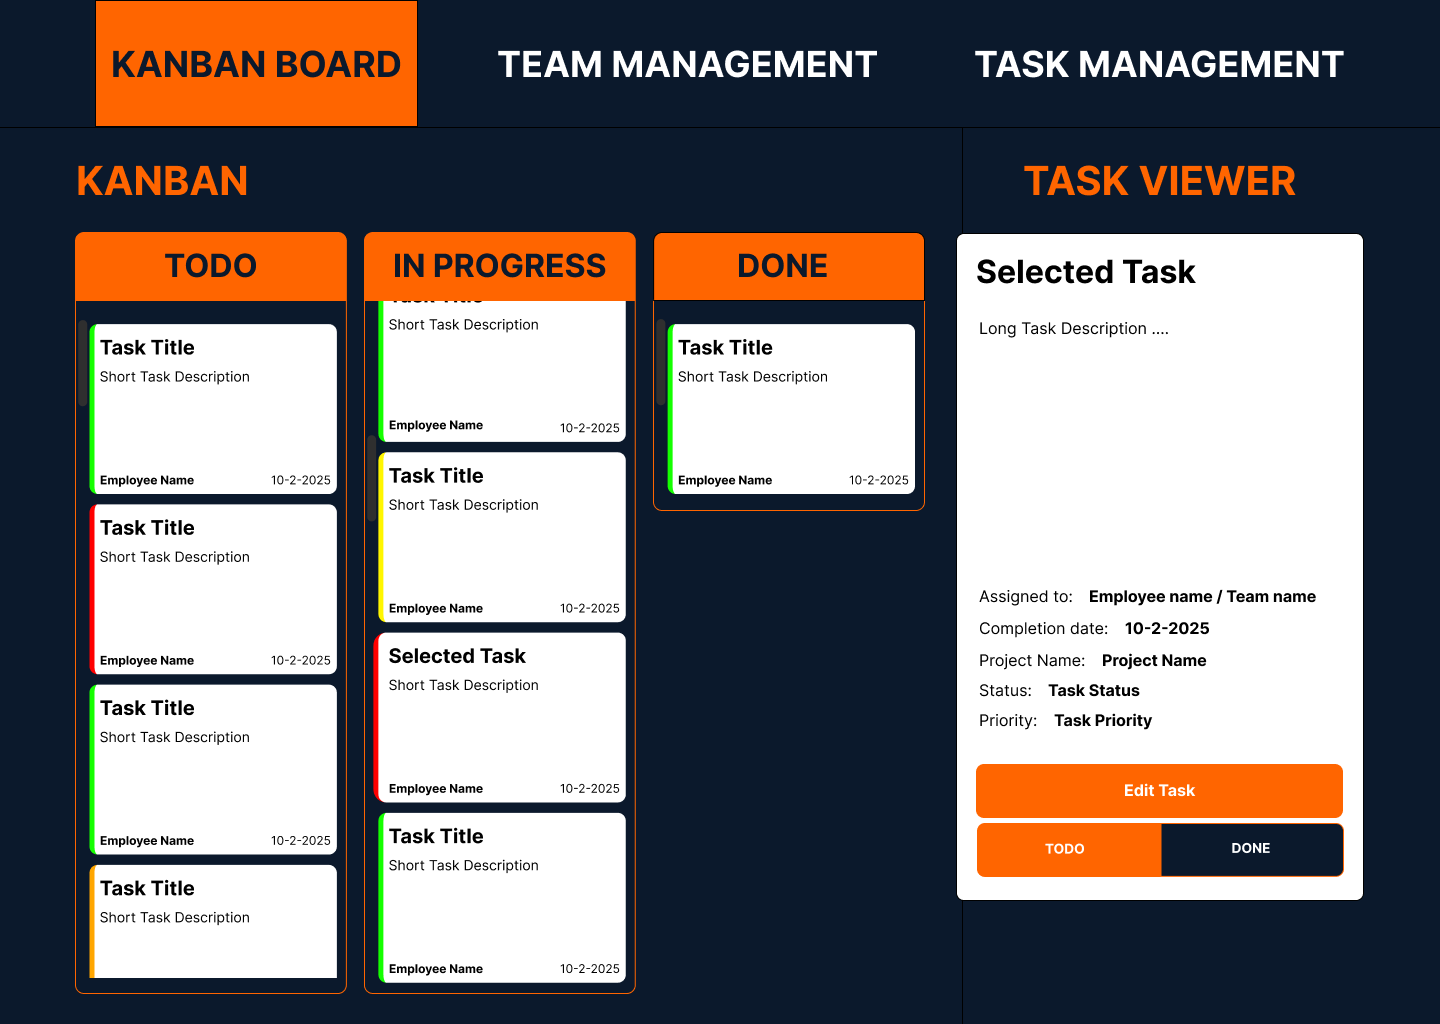 KANBAN BOARD
TEAM MANAGEMENT
TASK MANAGEMENT
KANBAN
TODO
Task Title
Short Task Description
Employee Name 10-2-2025
Task Title
Short Task Description
Employee Name 10-2-2025
Task Title
Short Task Description
Employee Name 10-2-2025
Task Title
Short Task Description
IN PROGRESS
Task Title
Short Task Description
Employee Name 10-2-2025
Task Title
Short Task Description
Employee Name 10-2-2025
Selected Task
Short Task Description
Employee Name 10-2-2025
Task Title
Short Task Description
Employee Name 10-2-2025
DONE
Task Title
Short Task Description
Employee Name 10-2-2025
TASK VIEWER
Selected Task
Long Task Description ....
Assigned to: Employee name / Team name
Completion date: 10-2-2025
Project Name: Project Name
Status: Task Status
Priority: Task Priority
Edit Task
TODO
DONE